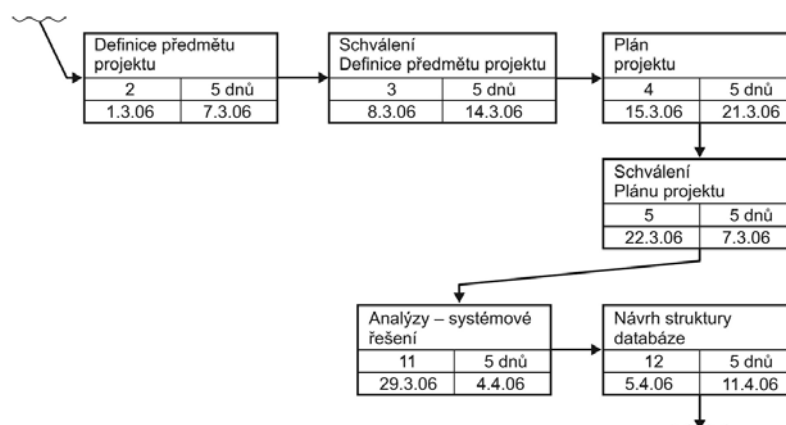 Definice předmětu
projektu
2 5 dnů
1.3.06 7.3.06
Schválení
Definice předmětu projektu
3 5 dnů
8.3.06 14.3.06
Plán
projektu
4 5 dnů
15.3.06 21.3.06
Schválení
Plánu projektu
5 5 dnů
22.3.06 7.3.06
Analýzy – systémové
řešení
11 5 dnů
29.3.06 4.4.06
Návrh struktury
databáze
12 5 dnů
5.4.06 11.4.06